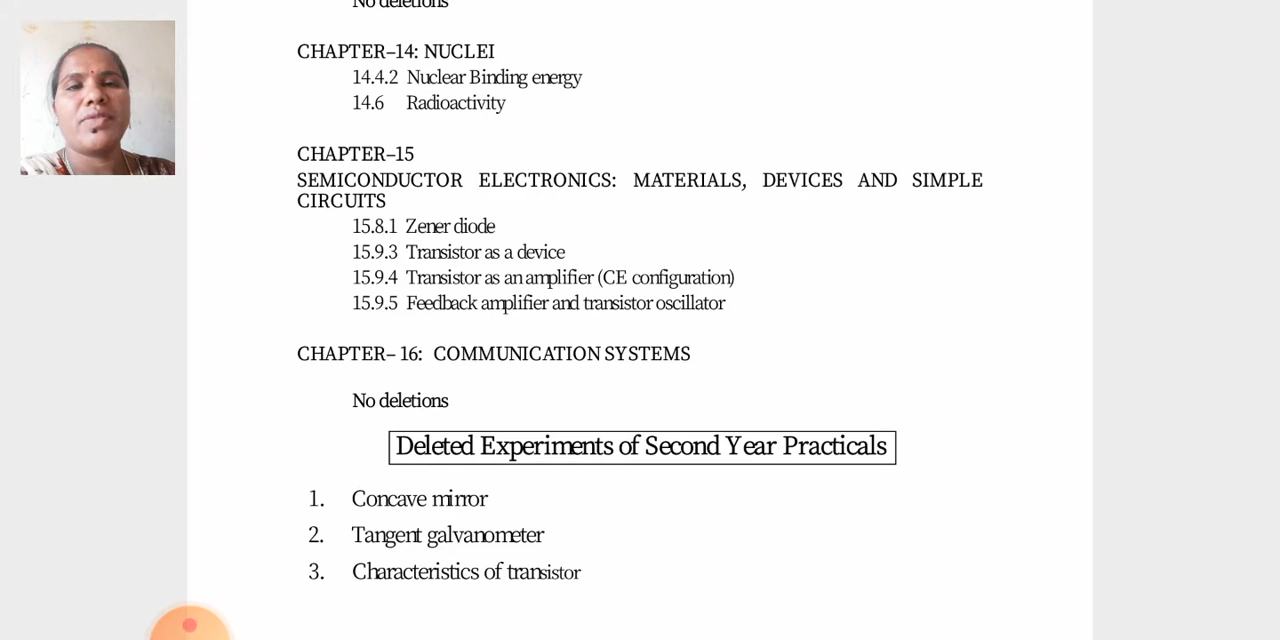 No deletions
CHAPTER–14: NUCLEI
14.4.2 Nuclear Binding energy
14.6 Radioactivity
CHAPTER–15
SEMICONDUCTOR ELECTRONICS: MATERIALS, DEVICES AND SIMPLE
CIRCUITS
15.8.1 Zener diode
15.9.3 Transistor as a device
15.9.4 Transistor as an amplifier (CE configuration)
15.9.5 Feedback amplifier and transistor oscillator
CHAPTER– 16: COMMUNICATION SYSTEMS
No deletions
Deleted Experiments of Second Year Practicals
1. Concave mirror
2. Tangent galvanometer
3. Characteristics of transistor